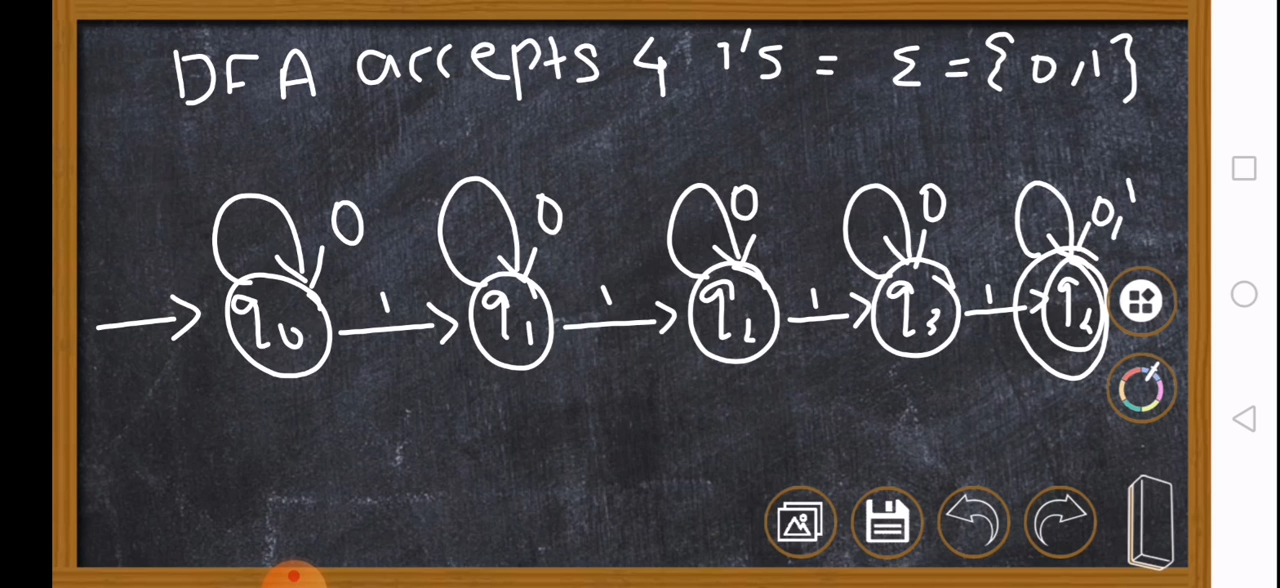 DFA accepts 4 1's = Σ = {0,1}
0 0 0 0 0,1
q0 1 q1 1 q2 1 q3 1 q4